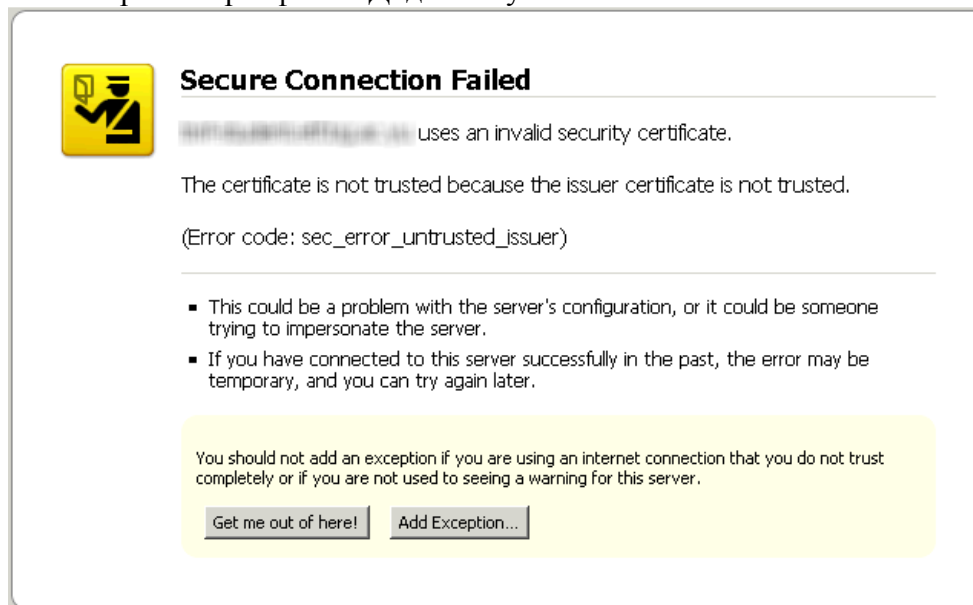 Secure Connection Failed
uses an invalid security certificate.
The certificate is not trusted because the issuer certificate is not trusted.
(Error code: sec_error_untrusted_issuer)
This could be a problem with the server's configuration, or it could be someone
trying to impersonate the server.
If you have connected to this server successfully in the past, the error may be
temporary, and you can try again later.
You should not add an exception if you are using an internet connection that you do not trust
completely or if you are not used to seeing a warning for this server.
Get me out of here! Add Exception...